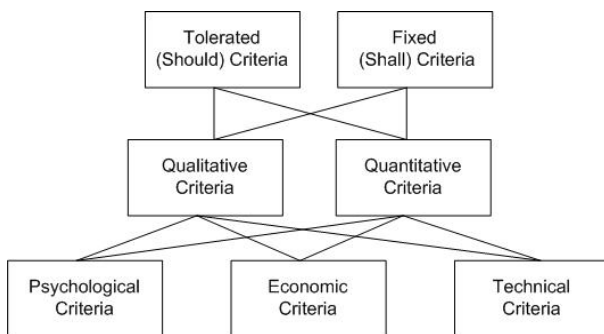 Tolerated
(Should) Criteria
Fixed
(Shall) Criteria
Qualitative
Criteria
Quantitative
Criteria
Psychological
Criteria
Economic
Criteria
Technical
Criteria